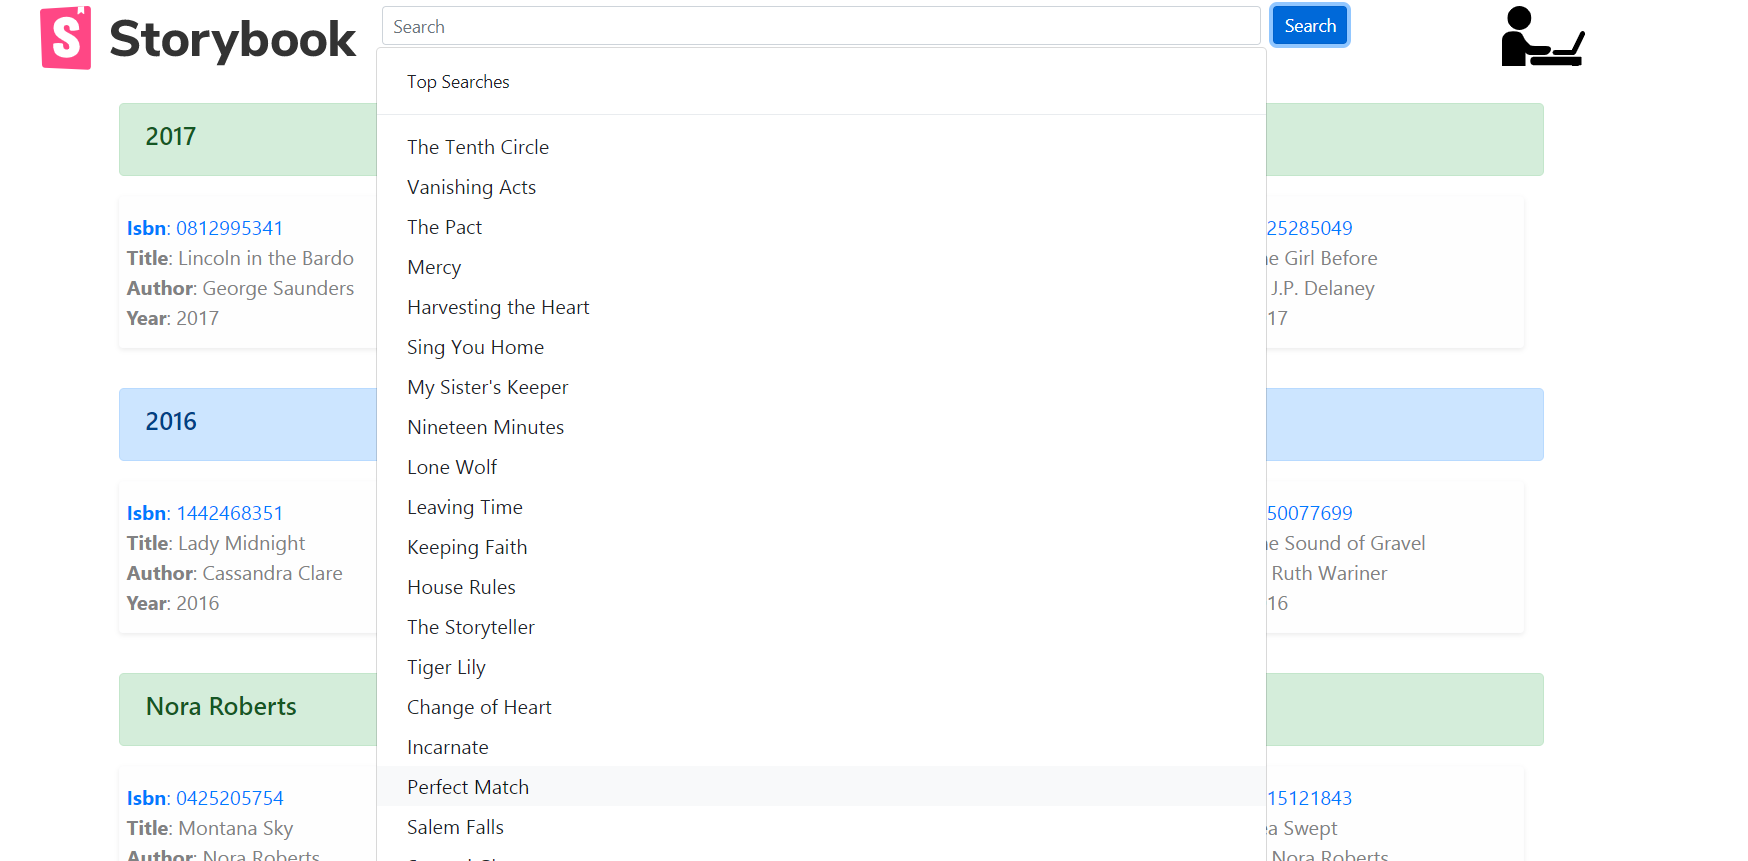 Storybook
Search
Search
Top Searches
The Tenth Circle
Vanishing Acts
The Pact
Mercy
Harvesting the Heart
Sing You Home
My Sister's Keeper
Nineteen Minutes
Lone Wolf
Leaving Time
Keeping Faith
House Rules
The Storyteller
Tiger Lily
Change of Heart
Incarnate
Perfect Match
Salem Falls
2017
Isbn: 0812995341
Title: Lincoln in the Bardo
Author: George Saunders
Year: 2017
25285049
Girl Before
J.P. Delaney
17
2016
Isbn: 1442468351
Title: Lady Midnight
Author: Cassandra Clare
Year: 2016
50077699
Sound of Gravel
Ruth Wariner
16
Nora Roberts
Isbn: 0425205754
Title: Montana Sky
Author: Nora Roberts
15121843
Swept
Nora Roberts